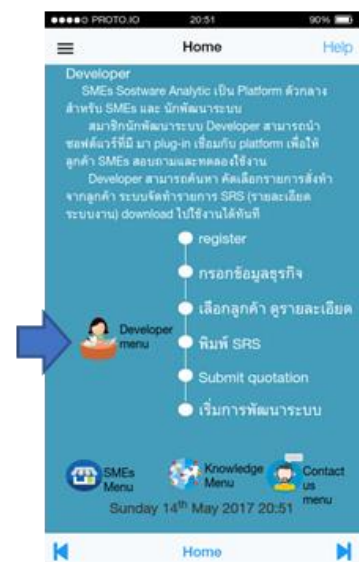 PROTO.IO 20:51 90%
Home Help
Developer
SMEs Sostware Analytic เป็น Platform ตัวกลาง
สำหรับ SMEs และ นักพัฒนาระบบ
สมาชิกนักพัฒนาระบบ Developer สามารถนำ
ซอฟต์แวร์ที่มี มา plug-in เชื่อมกับ platform เพื่อให้
ลูกค้า SMEs สอบถามและทดลองใช้งาน
Developer สามารถค้นหา คัดเลือกรายการสั่งทำ
จากลูกค้า ระบบจัดทำรายการ SRS (รายละเอียด
ระบบงาน) download ไปใช้งานได้ทันที
register
กรอกข้อมูลธุรกิจ
เลือกลูกค้า ดูรายละเอียด
Developer
menu
พิมพ์ SRS
Submit quotation
เริ่มการพัฒนาระบบ
SMEs
Menu
Knowledge
Menu
Contact
us
menu
Sunday 14th May 2017 20:51
Home